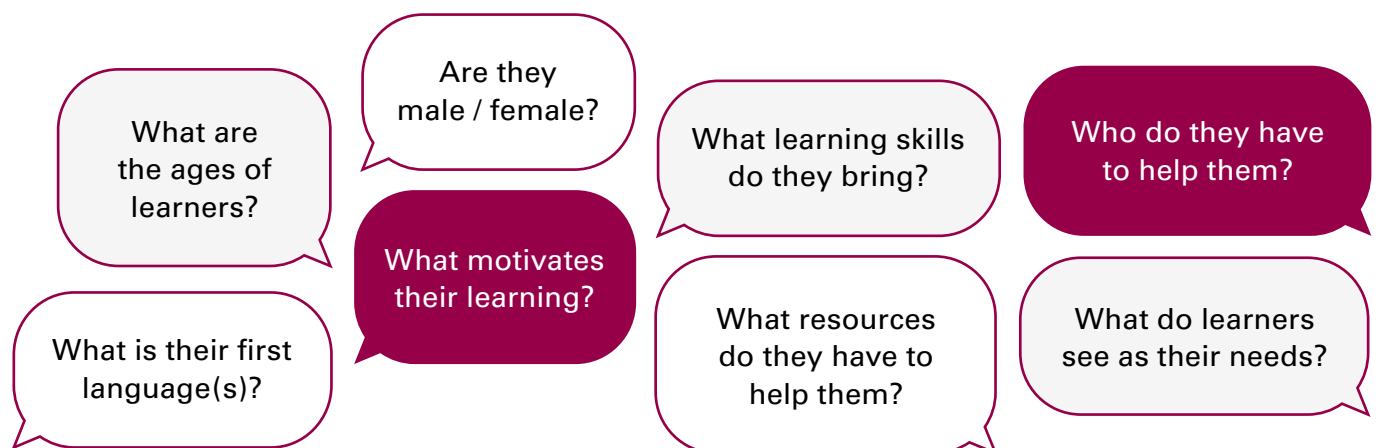 What are
the ages of
learners?
Are they
male / female?
What learning skills
do they bring?
Who do they have
to help them?
What is their first
language(s)?
What motivates
their learning?
What resources
do they have to
help them?
What do learners
see as their needs?